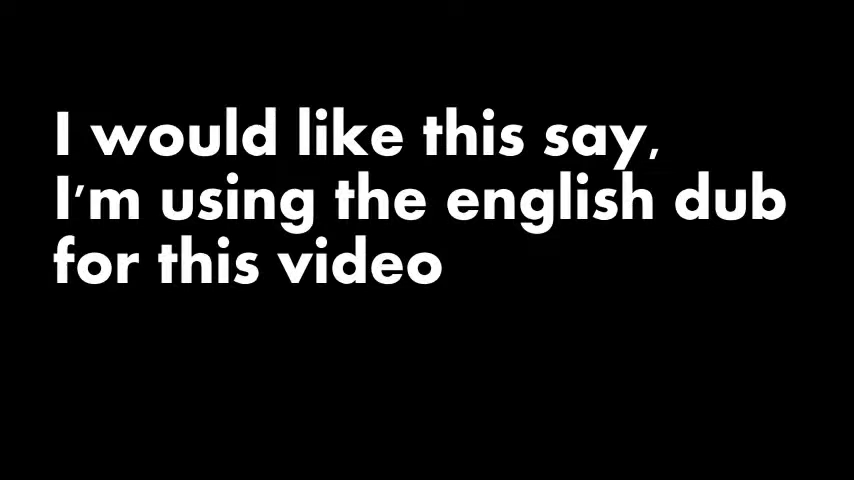 I would like this say,
I'm using the english dub
for this video